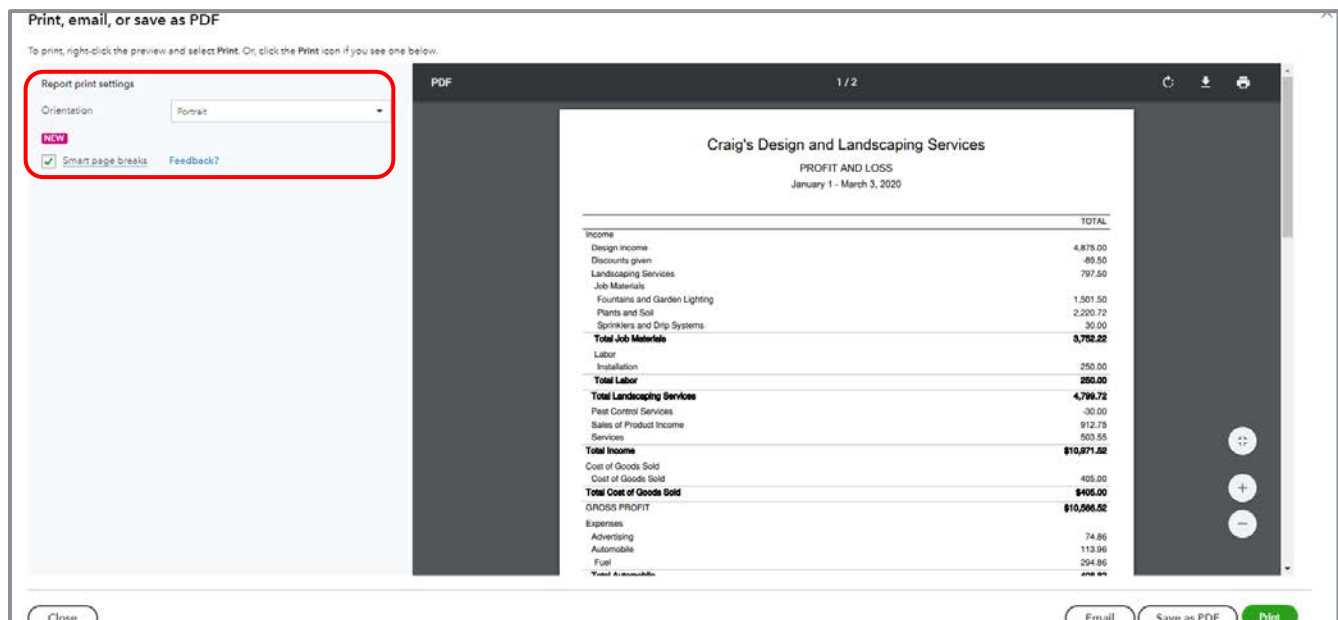 Print, email, or save as PDF
To print, right-click the preview and select Print. Or, click the Print icon if you see one below.
Report print settings
Orientation Portrait
NEW
Smart page breaks Feedback?
PDF 1 / 2
Craig's Design and Landscaping Services
PROFIT AND LOSS
January 1 - March 3, 2020
TOTAL
Income
Design income 4,875.00
Discounts given -89.50
Landscaping Services 797.50
Job Materials
Fountains and Garden Lighting 1,501.50
Plants and Soil 2,220.72
Sprinklers and Drip Systems 30.00
Total Job Materials 3,752.22
Labor
Installation 250.00
Total Labor 250.00
Total Landscaping Services 4,799.72
Pest Control Services -30.00
Sales of Product Income 912.75
Services 503.55
Total Income $10,971.52
Cost of Goods Sold
Cost of Goods Sold 405.00
Total Cost of Goods Sold $405.00
GROSS PROFIT $10,566.52
Expenses
Advertising 74.86
Automobile 113.96
Fuel 294.86
Total Automobile 408.82
Close Email Save as PDF Print